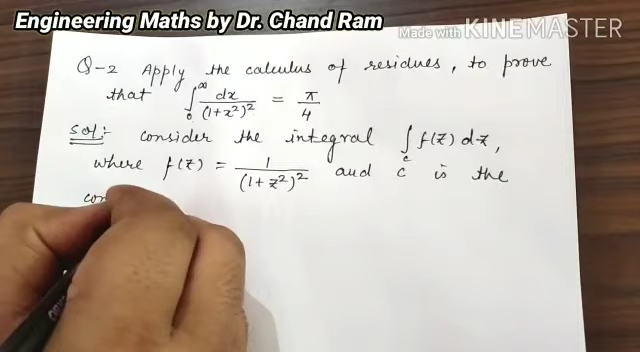 Engineering Maths by Dr. Chand Ram
Made with KINEMASTER
Q-2 Apply the calculus of residues, to prove
that ∫₀^∞ dx/(1+x²)² = π/4
Sol:- consider the integral ∫_c f(z) dz,
where f(z) = 1/(1+z²)² and c is the
con